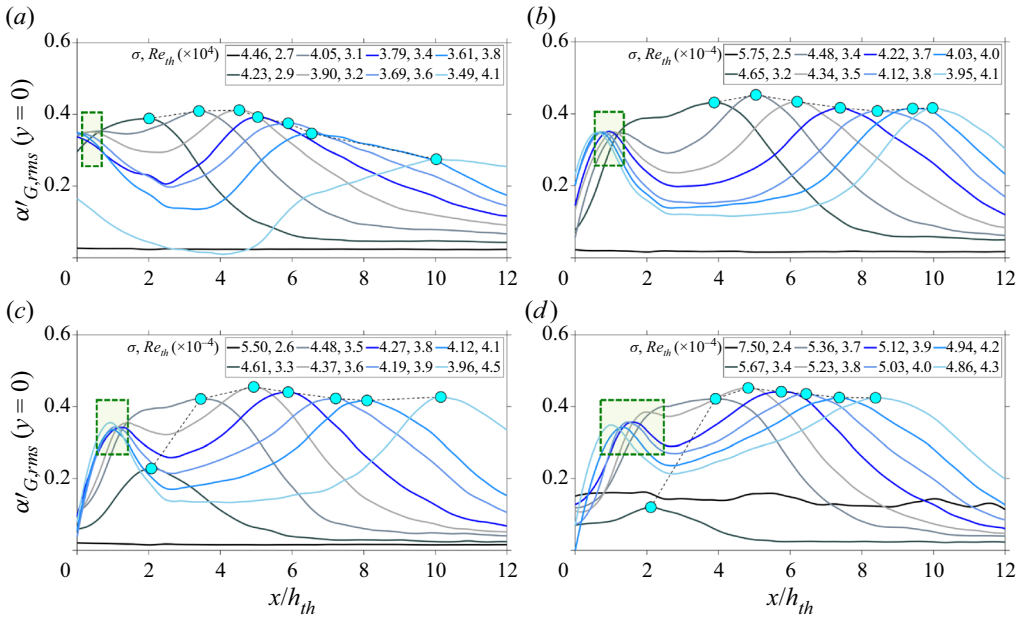 (a)
σ, Re_th (×10⁴) 4.46, 2.7 4.05, 3.1 3.79, 3.4 3.61, 3.8
4.23, 2.9 3.90, 3.2 3.69, 3.6 3.49, 4.1
0.6
0.4
0.2
0 2 4 6 8 10 12
α′_G,rms (y = 0)
(b)
σ, Re_th (×10⁻⁴) 5.75, 2.5 4.48, 3.4 4.22, 3.7 4.03, 4.0
4.65, 3.2 4.34, 3.5 4.12, 3.8 3.95, 4.1
0.6
0.4
0.2
0 2 4 6 8 10 12
(c)
σ, Re_th (×10⁻⁴) 5.50, 2.6 4.48, 3.5 4.27, 3.8 4.12, 4.1
4.61, 3.3 4.37, 3.6 4.19, 3.9 3.96, 4.5
0.6
0.4
0.2
0 2 4 6 8 10 12
α′_G,rms (y = 0)
x/h_th
(d)
σ, Re_th (×10⁻⁴) 7.50, 2.4 5.36, 3.7 5.12, 3.9 4.94, 4.2
5.67, 3.4 5.23, 3.8 5.03, 4.0 4.86, 4.3
0.6
0.4
0.2
0 2 4 6 8 10 12
x/h_th